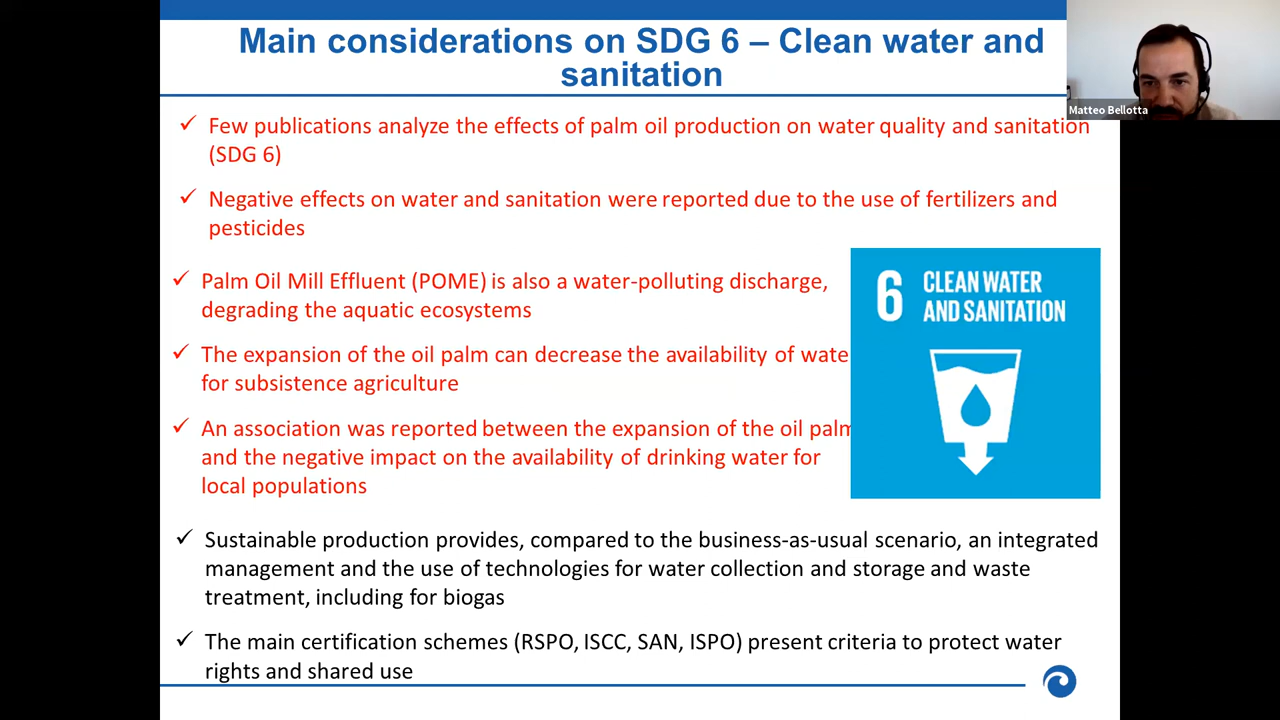 Main considerations on SDG 6 – Clean water and
sanitation
Matteo Bellotta
✓ Few publications analyze the effects of palm oil production on water quality and sanitation
(SDG 6)
✓ Negative effects on water and sanitation were reported due to the use of fertilizers and
pesticides
✓ Palm Oil Mill Effluent (POME) is also a water-polluting discharge,
degrading the aquatic ecosystems
✓ The expansion of the oil palm can decrease the availability of wate
for subsistence agriculture
✓ An association was reported between the expansion of the oil palm
and the negative impact on the availability of drinking water for
local populations
6 CLEAN WATER
AND SANITATION
✓ Sustainable production provides, compared to the business-as-usual scenario, an integrated
management and the use of technologies for water collection and storage and waste
treatment, including for biogas
✓ The main certification schemes (RSPO, ISCC, SAN, ISPO) present criteria to protect water
rights and shared use